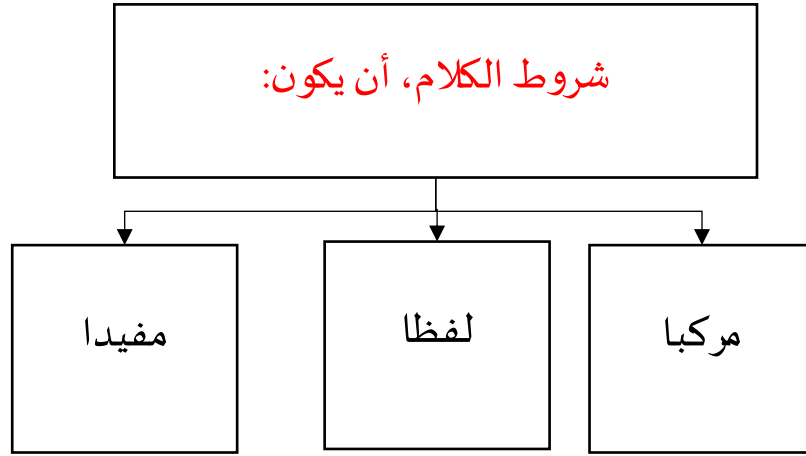 شروط الكلام، أن يكون:
مركبا
لفظا
مفيدا